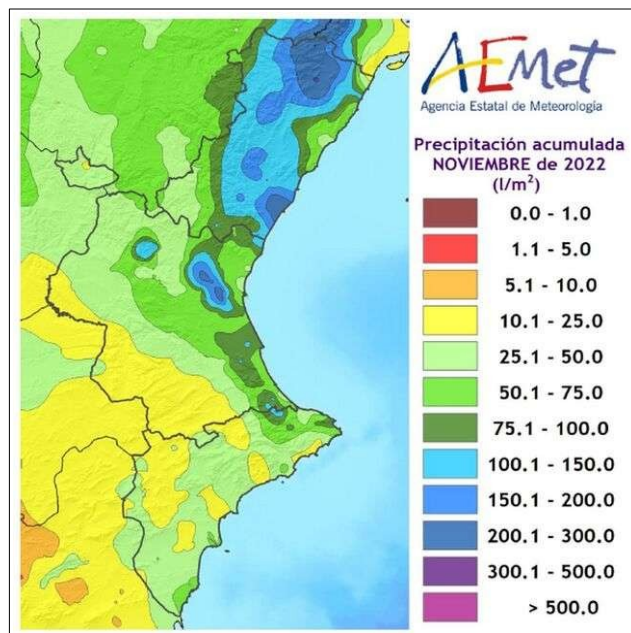 AEMet
Agencia Estatal de Meteorología
Precipitación acumulada
NOVIEMBRE de 2022
(l/m²)
0.0 - 1.0
1.1 - 5.0
5.1 - 10.0
10.1 - 25.0
25.1 - 50.0
50.1 - 75.0
75.1 - 100.0
100.1 - 150.0
150.1 - 200.0
200.1 - 300.0
300.1 - 500.0
> 500.0